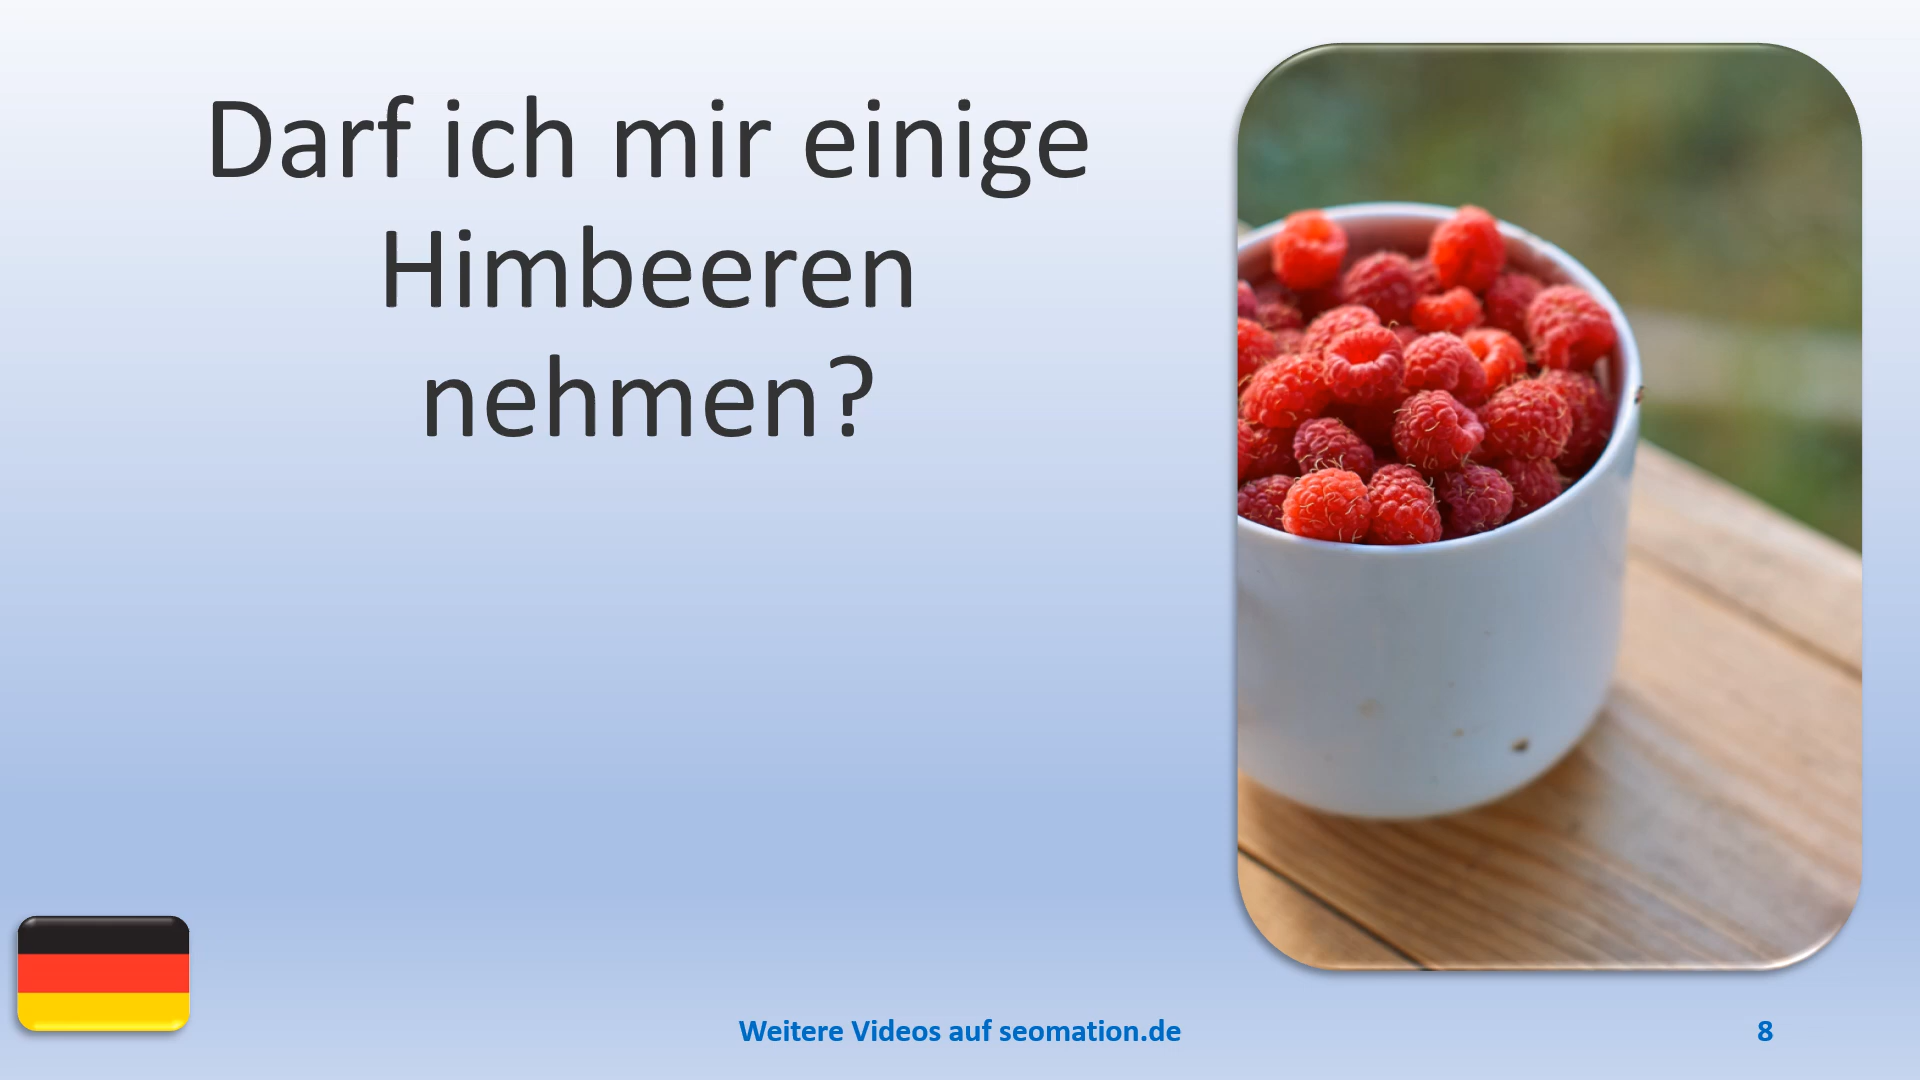 Darf ich mir einige
Himbeeren
nehmen?
Weitere Videos auf seomation.de
8